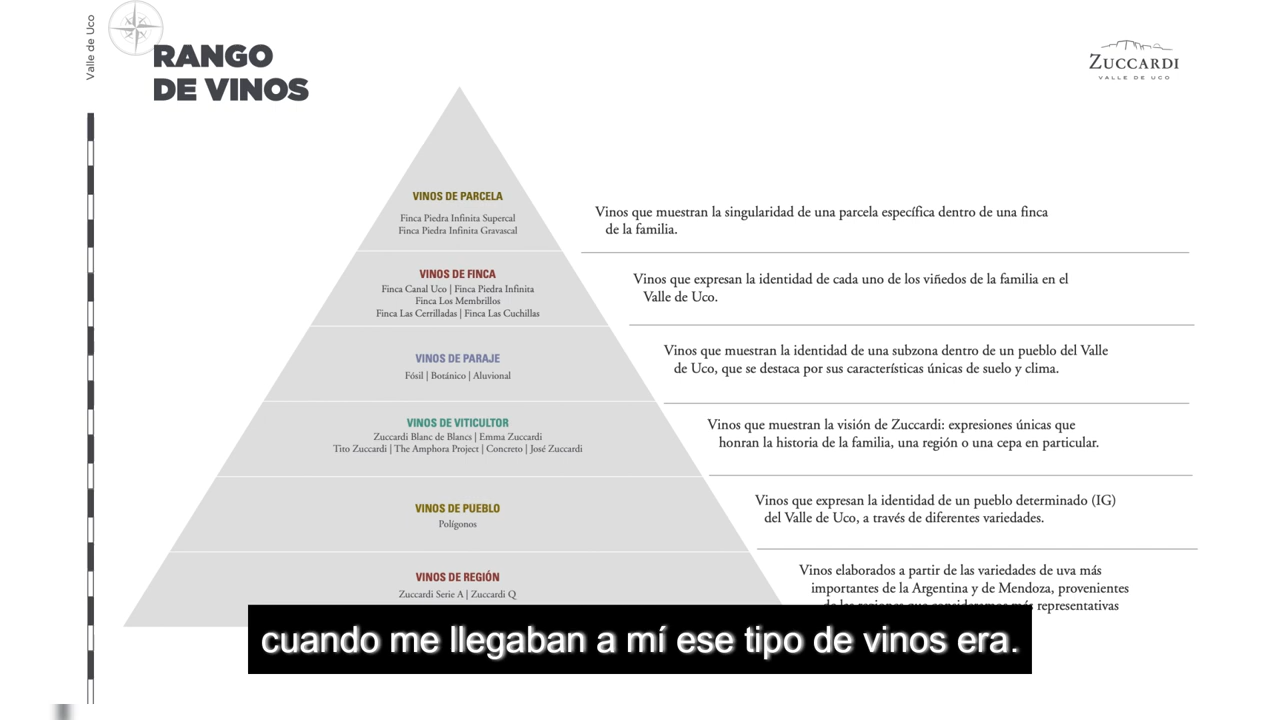 Valle de Uco
RANGO
DE VINOS
ZUCCARDI
VALLE DE UCO
VINOS DE PARCELA
Finca Piedra Infinita Supercal
Finca Piedra Infinita Gravascal
Vinos que muestran la singularidad de una parcela específica dentro de una finca
de la familia.
VINOS DE FINCA
Finca Canal Uco | Finca Piedra Infinita
Finca Los Membrillos
Finca Las Cerrilladas | Finca Las Cuchillas
Vinos que expresan la identidad de cada uno de los viñedos de la familia en el
Valle de Uco.
VINOS DE PARAJE
Fósil | Botánico | Aluvional
Vinos que muestran la identidad de una subzona dentro de un pueblo del Valle
de Uco, que se destaca por sus características únicas de suelo y clima.
VINOS DE VITICULTOR
Zuccardi Blanc de Blancs | Emma Zuccardi
Tito Zuccardi | The Amphora Project | Concreto | José Zuccardi
Vinos que muestran la visión de Zuccardi: expresiones únicas que
honran la historia de la familia, una región o una cepa en particular.
VINOS DE PUEBLO
Polígonos
Vinos que expresan la identidad de un pueblo determinado (IG)
del Valle de Uco, a través de diferentes variedades.
VINOS DE REGIÓN
Zuccardi Serie A | Zuccardi Q
Vinos elaborados a partir de las variedades de uva más
importantes de la Argentina y de Mendoza, provenientes
de las regiones que consideramos más representativas
cuando me llegaban a mí ese tipo de vinos era.